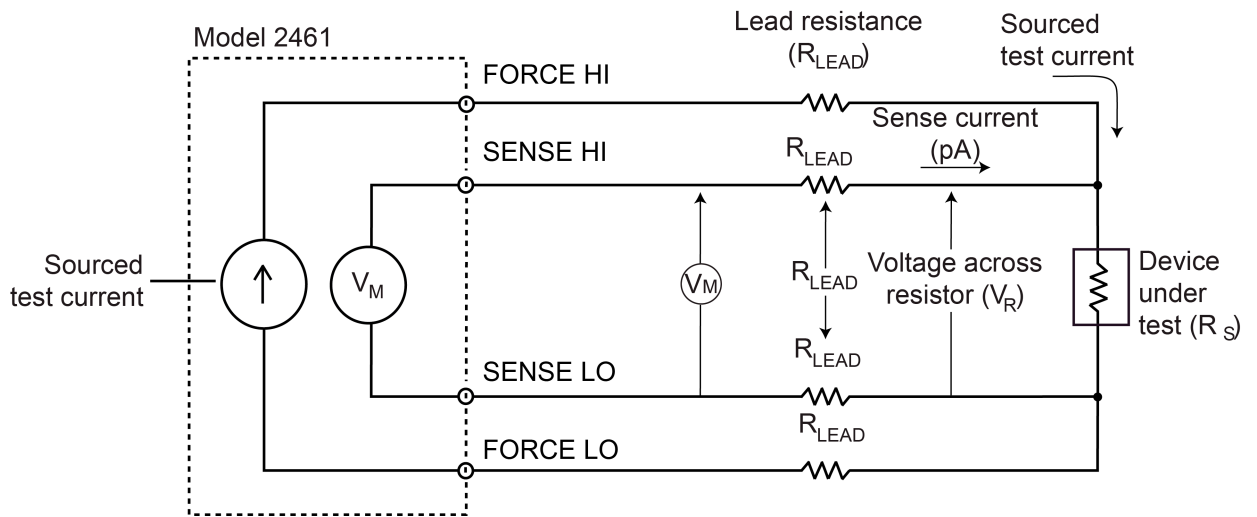 Model 2461
Lead resistance
(RLEAD)
Sourced
test current
FORCE HI
Sense current
(pA)
SENSE HI
RLEAD
Sourced
test current
VM
VM
RLEAD
Voltage across
resistor (VR)
Device
under
test (R S)
RLEAD
SENSE LO
RLEAD
FORCE LO